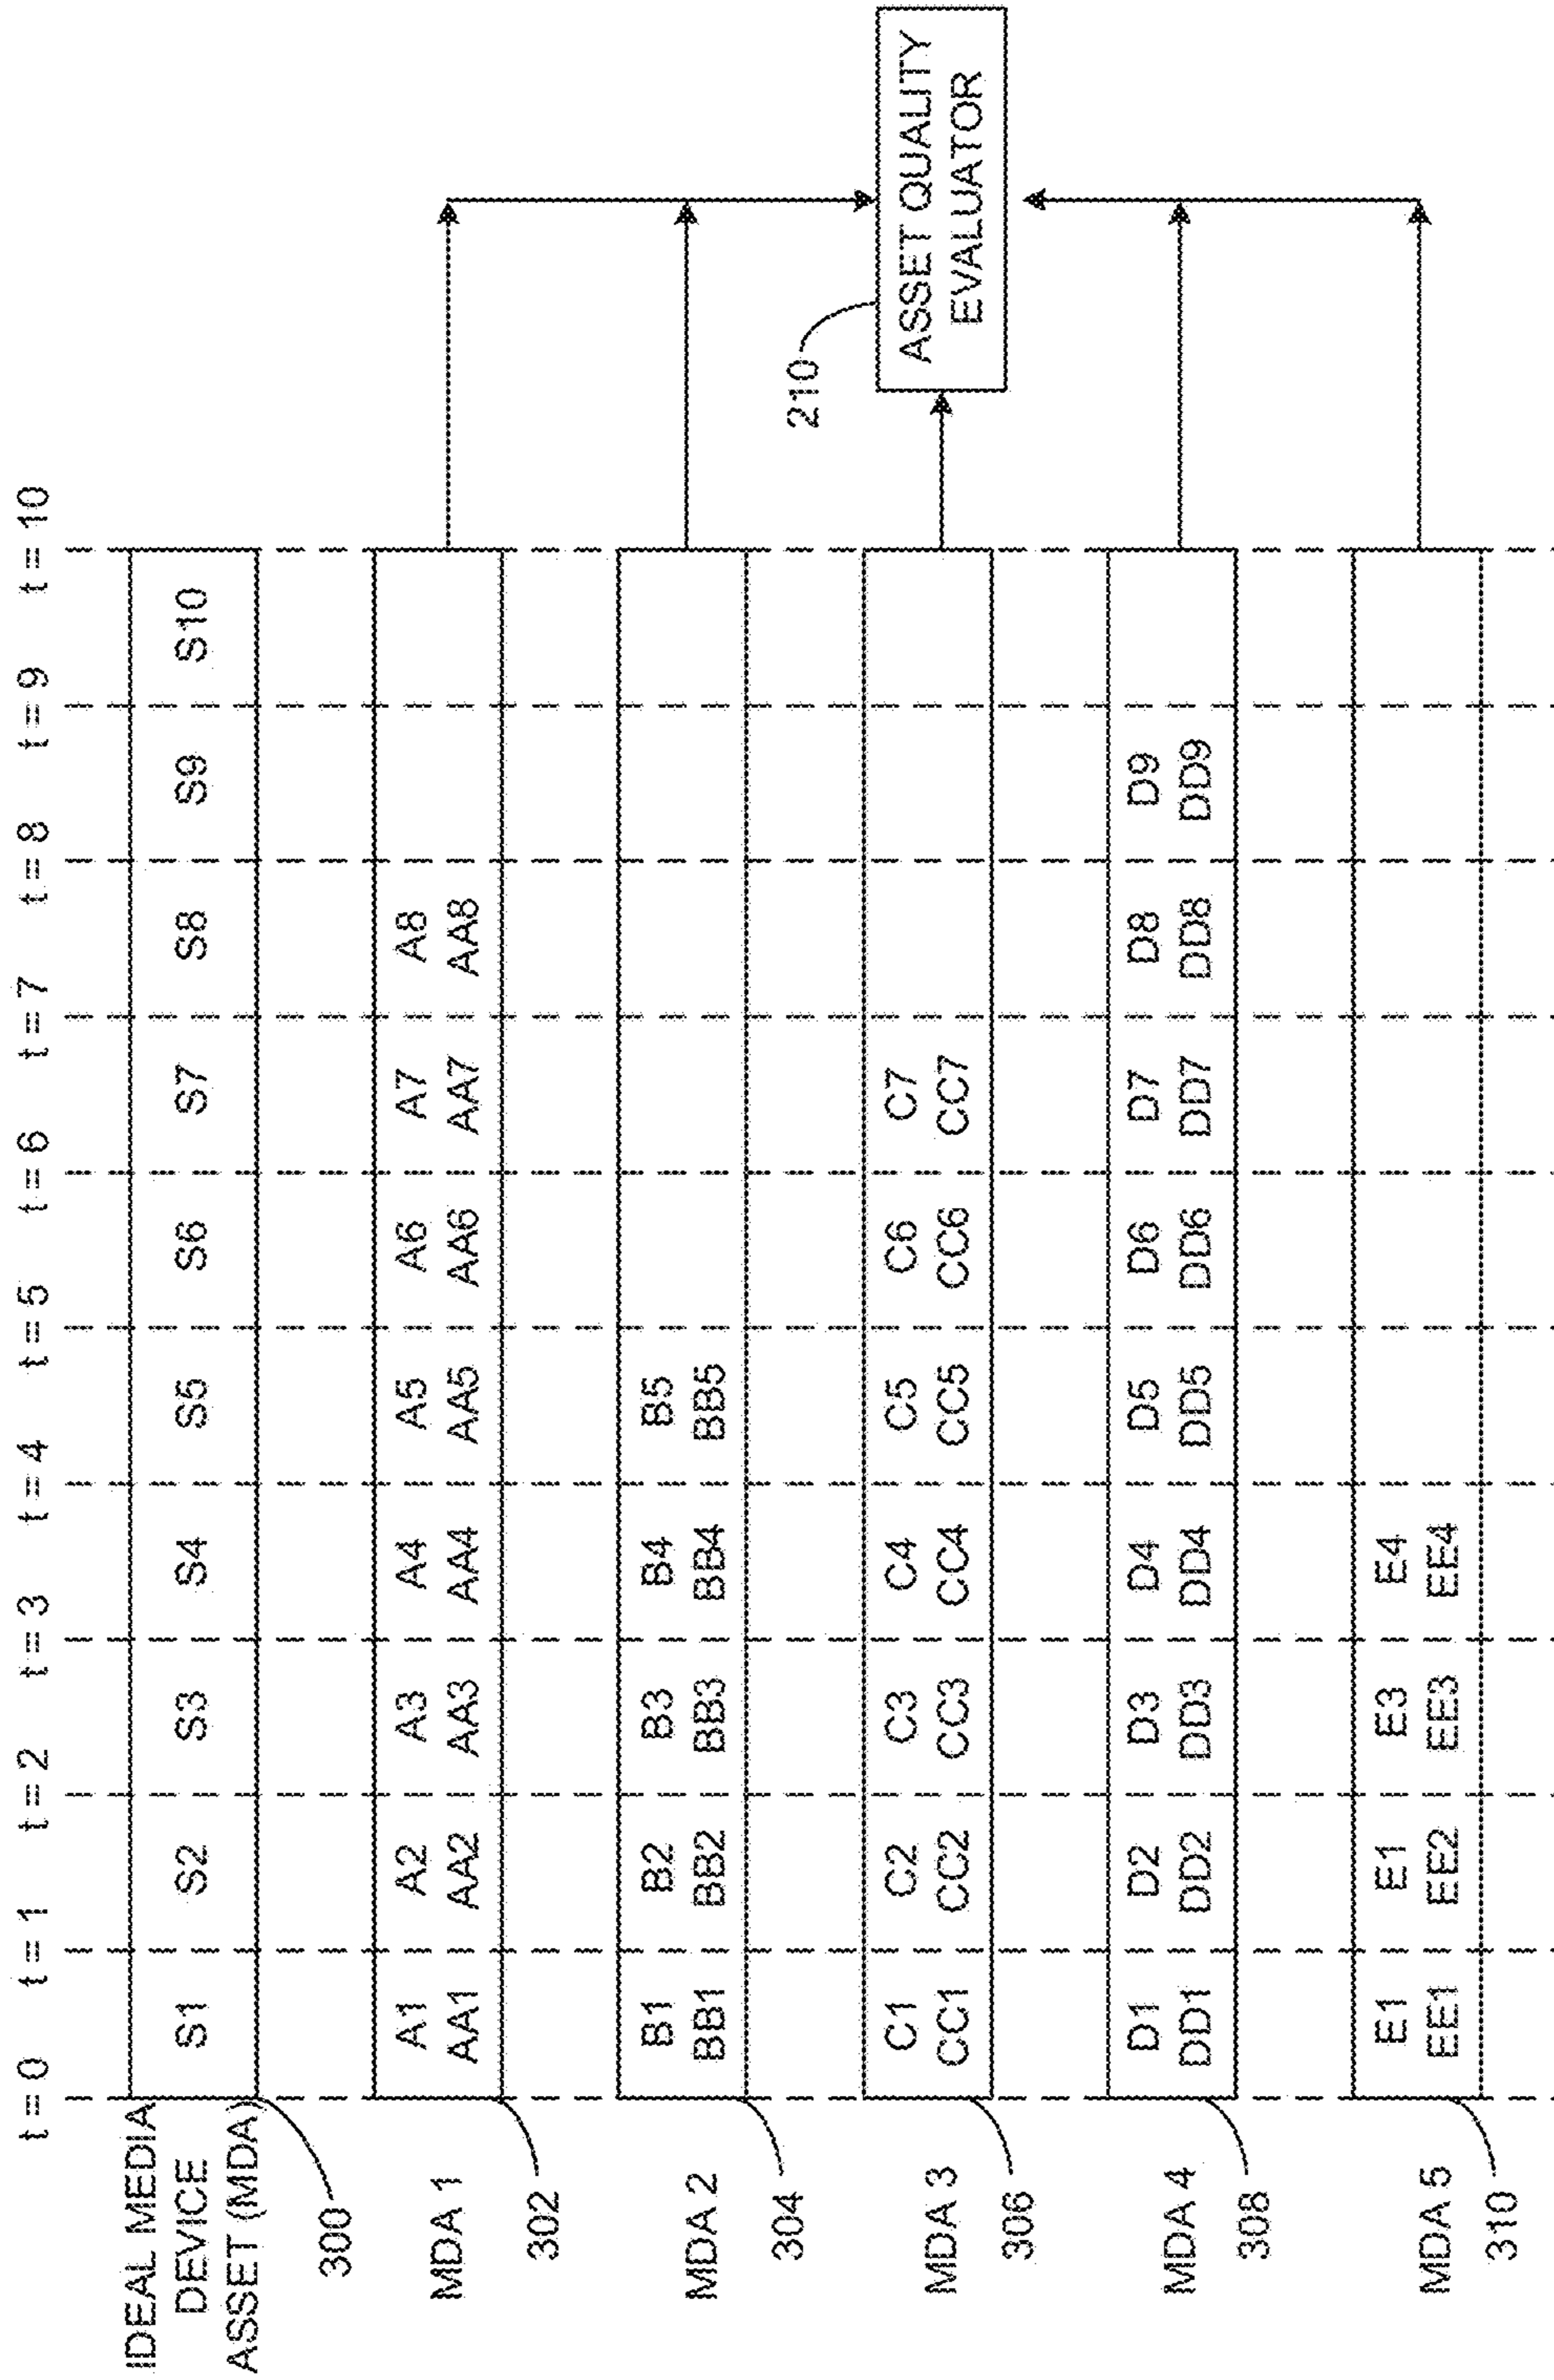 t = 0 t = 1 t = 2 t = 3 t = 4 t = 5 t = 6 t = 7 t = 8 t = 9 t = 10
IDEAL MEDIA
DEVICE
ASSET (MDA)
300
S1 S2 S3 S4 S5 S6 S7 S8 S9 S10
MDA 1
302
A1 A2 A3 A4 A5 A6 A7 A8
AA1 AA2 AA3 AA4 AA5 AA6 AA7 AA8
MDA 2
304
B1 B2 B3 B4 B5
BB1 BB2 BB3 BB4 BB5
210
ASSET QUALITY
EVALUATOR
MDA 3
306
C1 C2 C3 C4 C5 C6 C7
CC1 CC2 CC3 CC4 CC5 CC6 CC7
MDA 4
308
D1 D2 D3 D4 D5 D6 D7 D8 D9
DD1 DD2 DD3 DD4 DD5 DD6 DD7 DD8 DD9
MDA 5
310
E1 E1 E3 E4
EE1 EE2 EE3 EE4